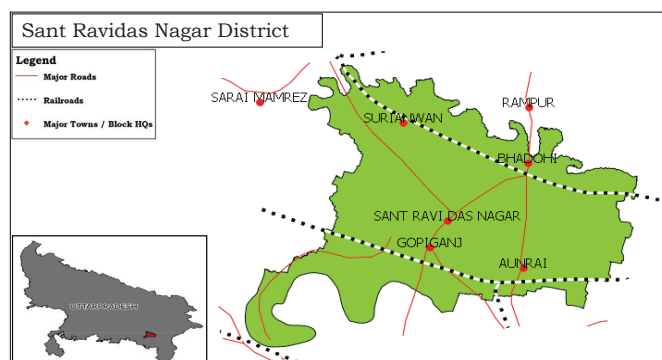 Sant Ravidas Nagar District
Legend
Major Roads
Railroads
Major Towns / Block HQs
SARAI MAMREZ
SURIANWAN
RAMPUR
BHADOHI
SANT RAVI DAS NAGAR
GOPIGANJ
AUNRAI
UTTARPRADESH